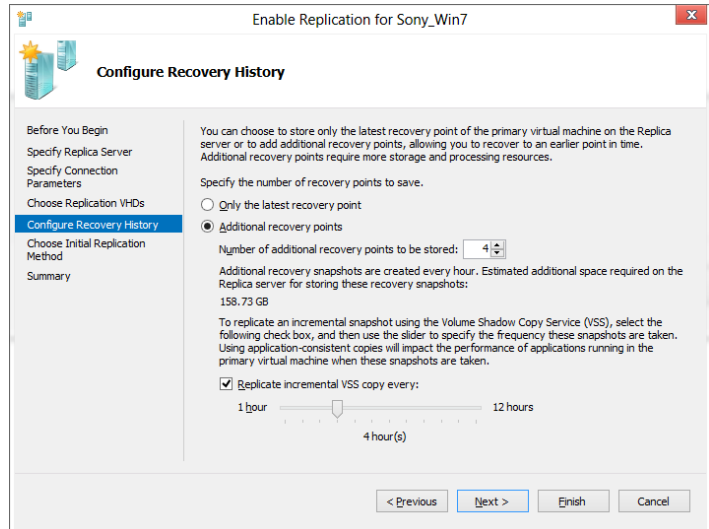 Enable Replication for Sony_Win7
x
Configure Recovery History
Before You Begin
Specify Replica Server
Specify Connection
Parameters
Choose Replication VHDs
Configure Recovery History
Choose Initial Replication
Method
Summary
You can choose to store only the latest recovery point of the primary virtual machine on the Replica
server or to add additional recovery points, allowing you to recover to an earlier point in time.
Additional recovery points require more storage and processing resources.
Specify the number of recovery points to save.
Only the latest recovery point
Additional recovery points
Number of additional recovery points to be stored: 4
Additional recovery snapshots are created every hour. Estimated additional space required on the
Replica server for storing these recovery snapshots:
158.73 GB
To replicate an incremental snapshot using the Volume Shadow Copy Service (VSS), select the
following check box, and then use the slider to specify the frequency these snapshots are taken.
Using application-consistent copies will impact the performance of applications running in the
primary virtual machine when these snapshots are taken.
Replicate incremental VSS copy every:
1 hour 12 hours
4 hour(s)
< Previous Next > Finish Cancel